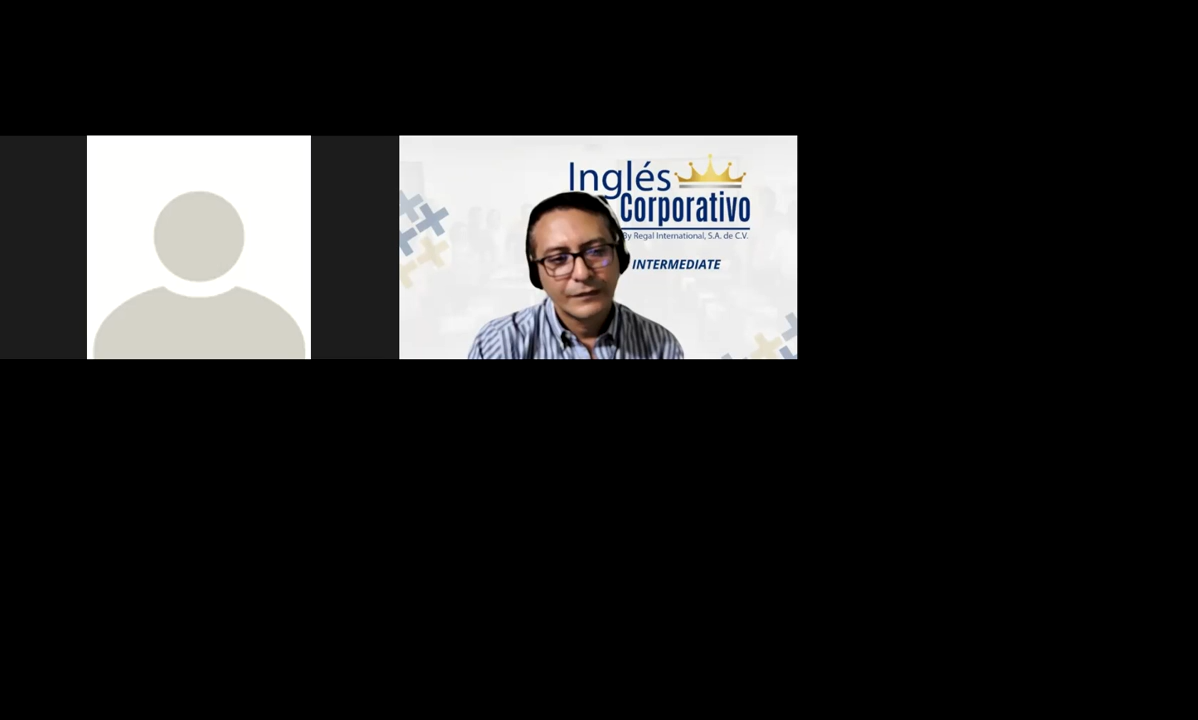 Inglés
Corporativo
By Regal International, S.A. de C.V.
INTERMEDIATE